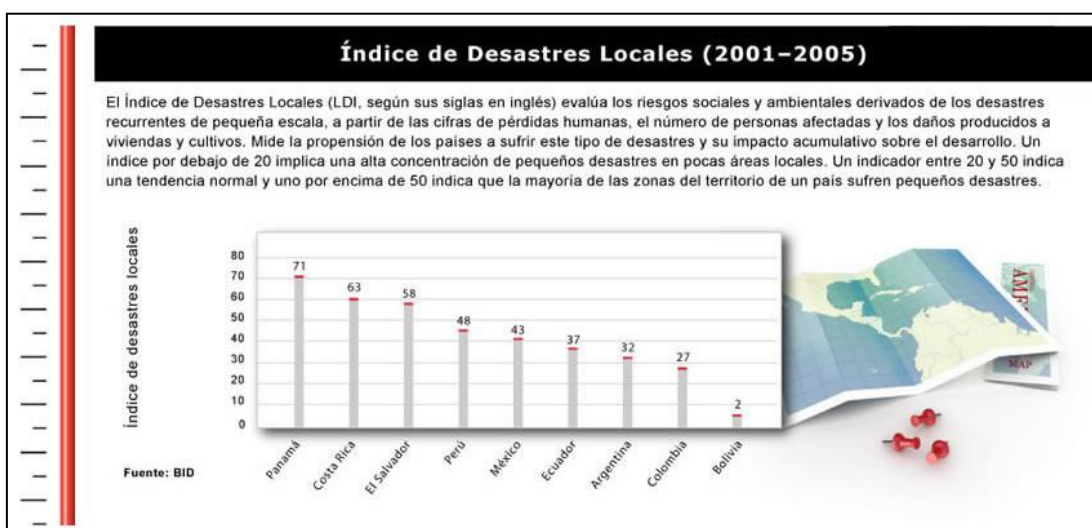 Índice de Desastres Locales (2001–2005)
El Índice de Desastres Locales (LDI, según sus siglas en inglés) evalúa los riesgos sociales y ambientales derivados de los desastres
recurrentes de pequeña escala, a partir de las cifras de pérdidas humanas, el número de personas afectadas y los daños producidos a
viviendas y cultivos. Mide la propensión de los países a sufrir este tipo de desastres y su impacto acumulativo sobre el desarrollo. Un
índice por debajo de 20 implica una alta concentración de pequeños desastres en pocas áreas locales. Un indicador entre 20 y 50 indica
una tendencia normal y uno por encima de 50 indica que la mayoría de las zonas del territorio de un país sufren pequeños desastres.
Índice de desastres locales
80
70
60
50
40
30
20
10
0
71
63
58
48
43
37
32
27
2
Panamá
Costa Rica
El Salvador
Perú
México
Ecuador
Argentina
Colombia
Bolivia
Fuente: BID
MAP